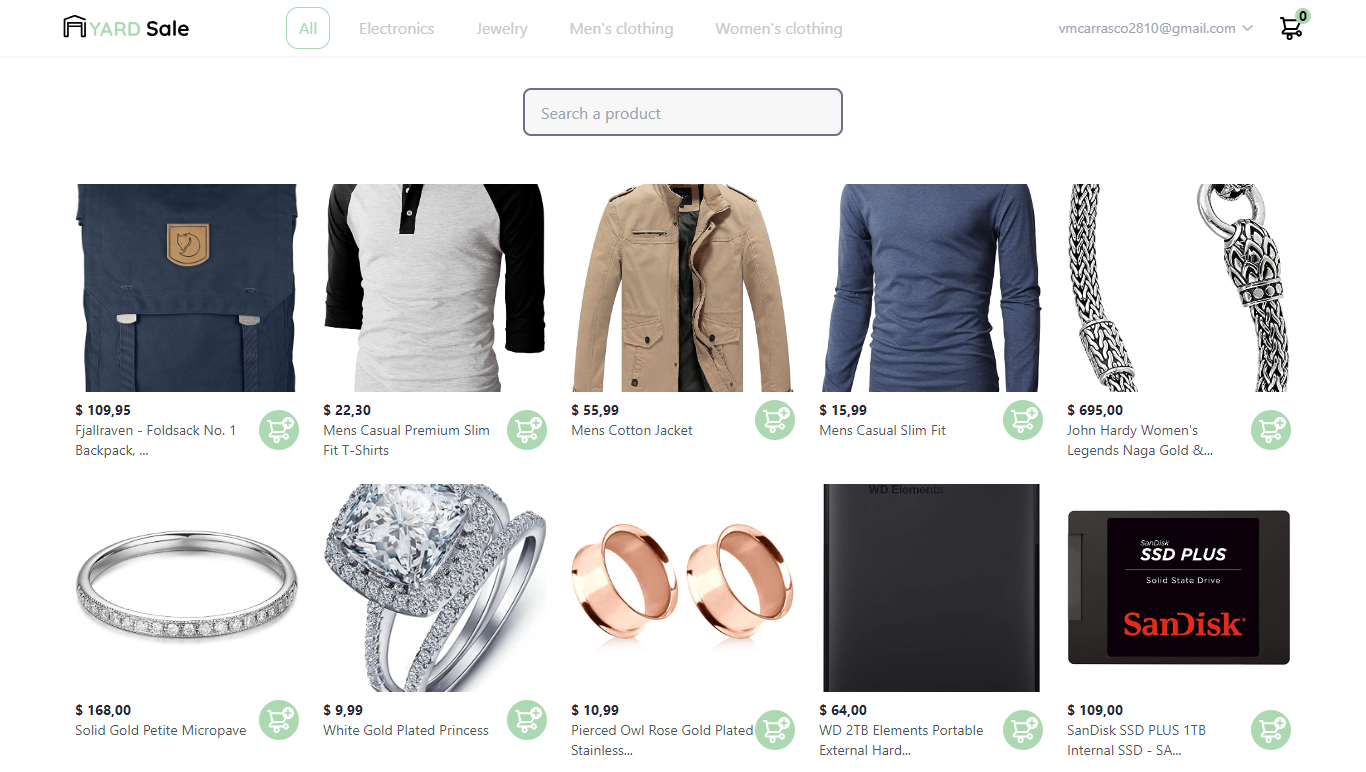 YARD Sale
All
Electronics
Jewelry
Men's clothing
Women's clothing
vmcarrasco2810@gmail.com
0
Search a product
$ 109,95
Fjallraven - Foldsack No. 1
Backpack, ...
$ 22,30
Mens Casual Premium Slim
Fit T-Shirts
$ 55,99
Mens Cotton Jacket
$ 15,99
Mens Casual Slim Fit
$ 695,00
John Hardy Women's
Legends Naga Gold &...
WD Elements
SanDisk
SSD PLUS
Solid State Drive
SanDisk
$ 168,00
Solid Gold Petite Micropave
$ 9,99
White Gold Plated Princess
$ 10,99
Pierced Owl Rose Gold Plated
Stainless...
$ 64,00
WD 2TB Elements Portable
External Hard...
$ 109,00
SanDisk SSD PLUS 1TB
Internal SSD - SA...